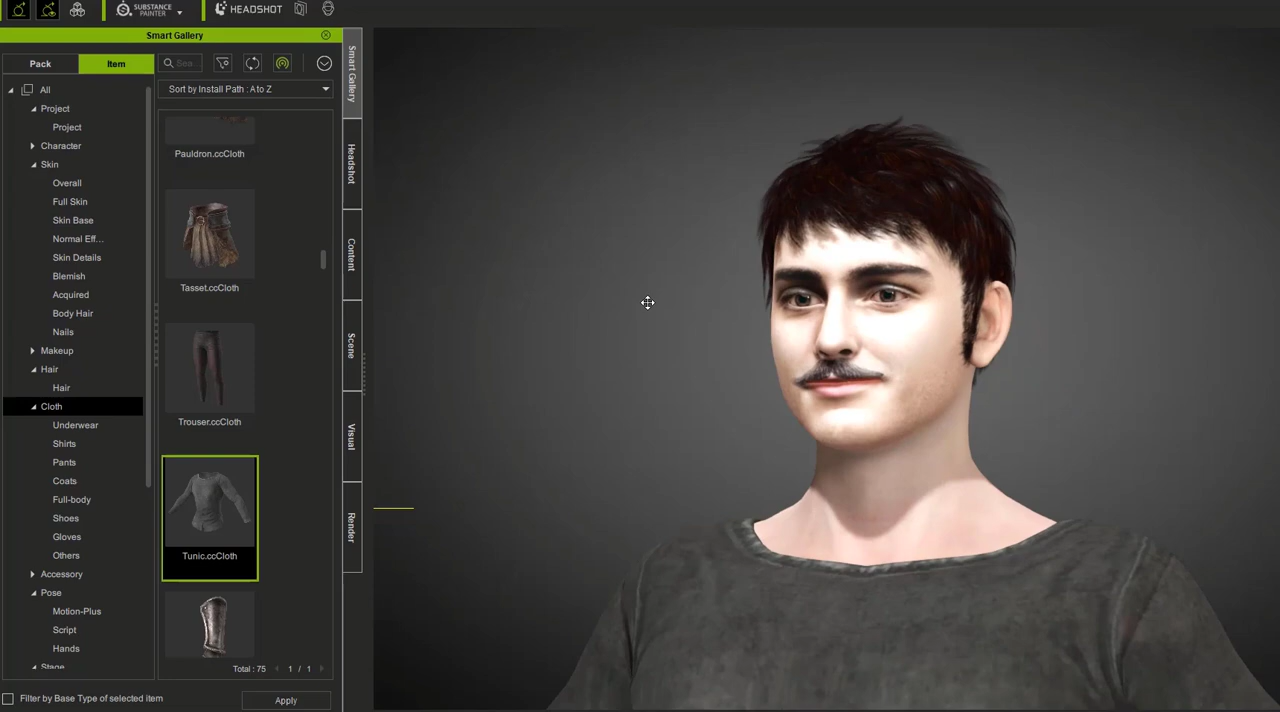 SUBSTANCE
PAINTER
HEADSHOT
Smart Gallery
Pack
Item
Sea...
Sort by Install Path : A to Z
All
Project
Project
Character
Skin
Overall
Full Skin
Skin Base
Normal Eff...
Skin Details
Blemish
Acquired
Body Hair
Nails
Makeup
Hair
Hair
Cloth
Underwear
Shirts
Pants
Coats
Full-body
Shoes
Gloves
Others
Accessory
Pose
Motion-Plus
Script
Hands
Stage
Pauldron.ccCloth
Tasset.ccCloth
Trouser.ccCloth
Tunic.ccCloth
Total : 75
1 / 1
Filter by Base Type of selected item
Apply
Smart Gallery
Headshot
Content
Scene
Visual
Render